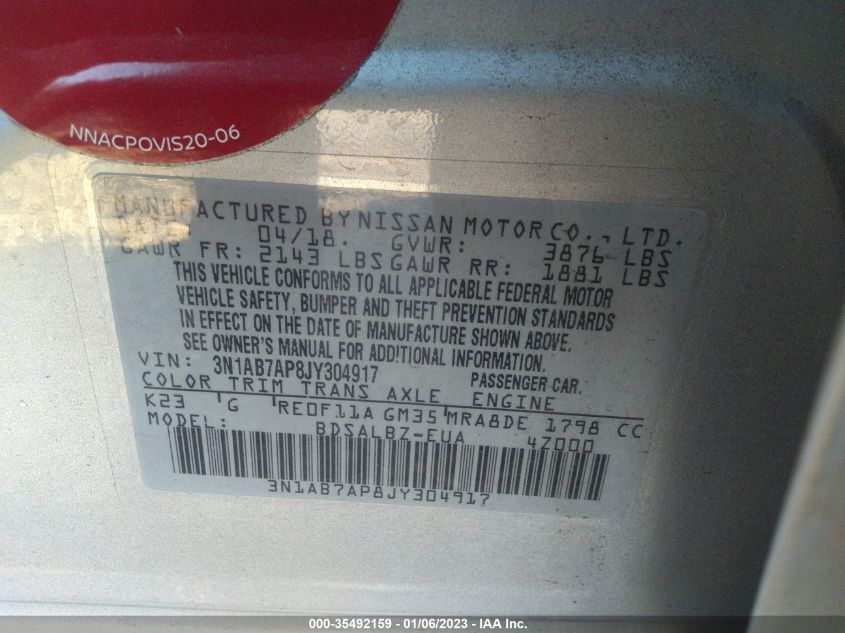 NNACPOVIS20-06
MANUFACTURED BY NISSAN MOTOR CO., LTD.
DATE 04/18. GVWR: 3876 LBS
GAWR FR: 2143 LBS GAWR RR: 1881 LBS
THIS VEHICLE CONFORMS TO ALL APPLICABLE FEDERAL MOTOR
VEHICLE SAFETY, BUMPER AND THEFT PREVENTION STANDARDS
IN EFFECT ON THE DATE OF MANUFACTURE SHOWN ABOVE.
SEE OWNER'S MANUAL FOR ADDITIONAL INFORMATION.
VIN: 3N1AB7AP8JY304917 PASSENGER CAR.
COLOR TRIM TRANS AXLE ENGINE
K23 G RE0F11A GM35 MRA8DE 1798 CC
MODEL: BDSALBZ-EUA 4Z000
3N1AB7AP8JY304917
000-35492159 - 01/06/2023 - IAA Inc.